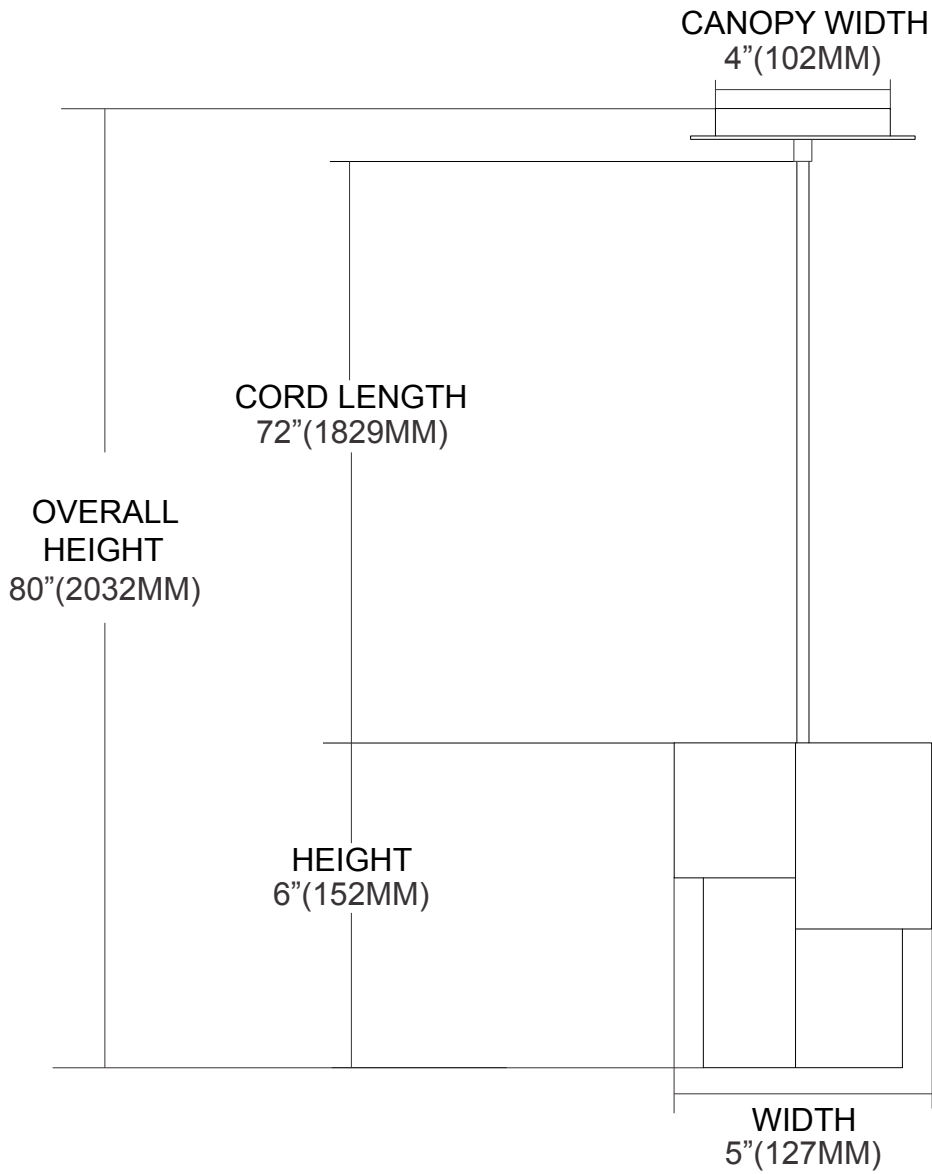 CANOPY WIDTH
4”(102MM)
CORD LENGTH
72”(1829MM)
OVERALL
HEIGHT
80”(2032MM)
HEIGHT
6”(152MM)
WIDTH
5”(127MM)